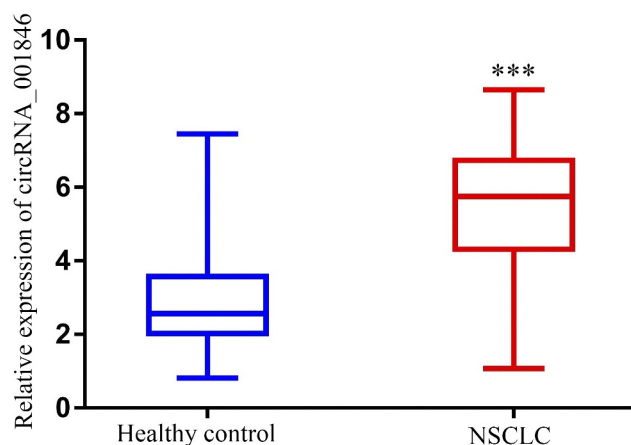 Relative expression of circRNA_001846
10
8
6
4
2
0
***
Healthy control
NSCLC